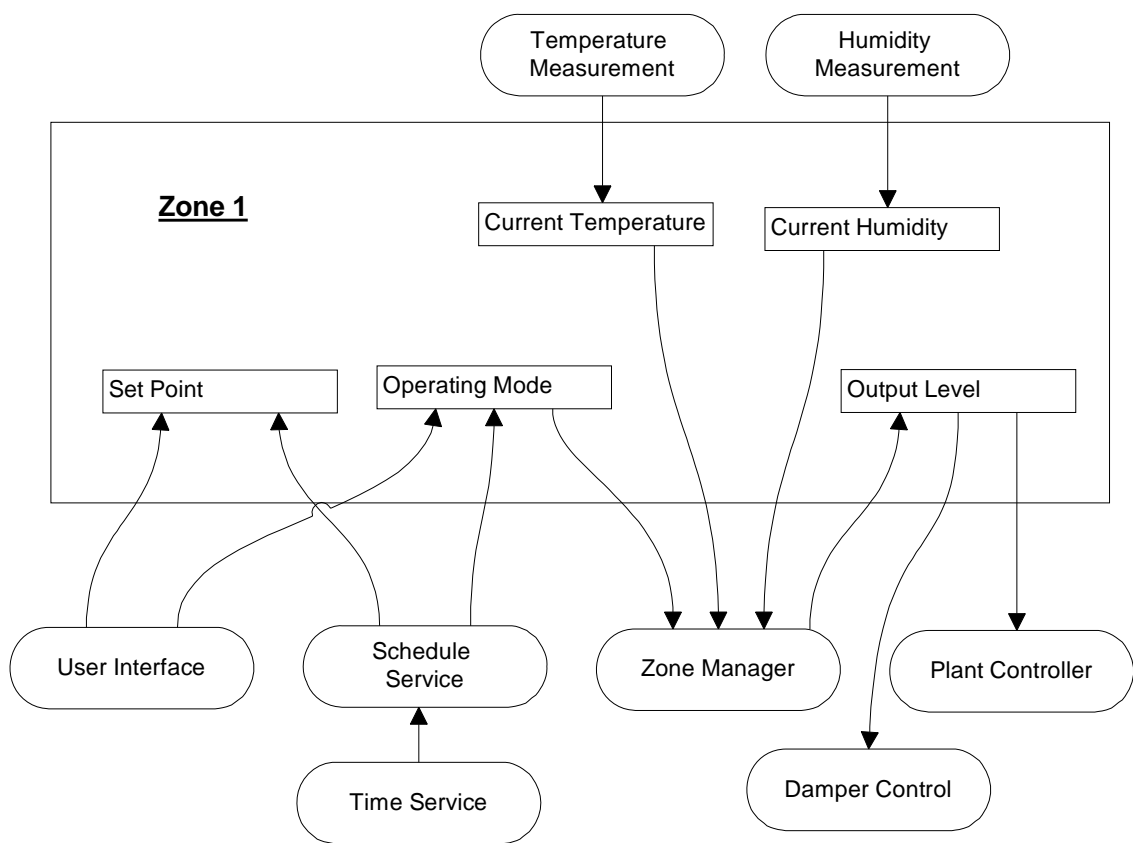 Temperature
Measurement
Humidity
Measurement
Zone 1
Current Temperature
Current Humidity
Set Point
Operating Mode
Output Level
User Interface
Schedule
Service
Zone Manager
Plant Controller
Time Service
Damper Control